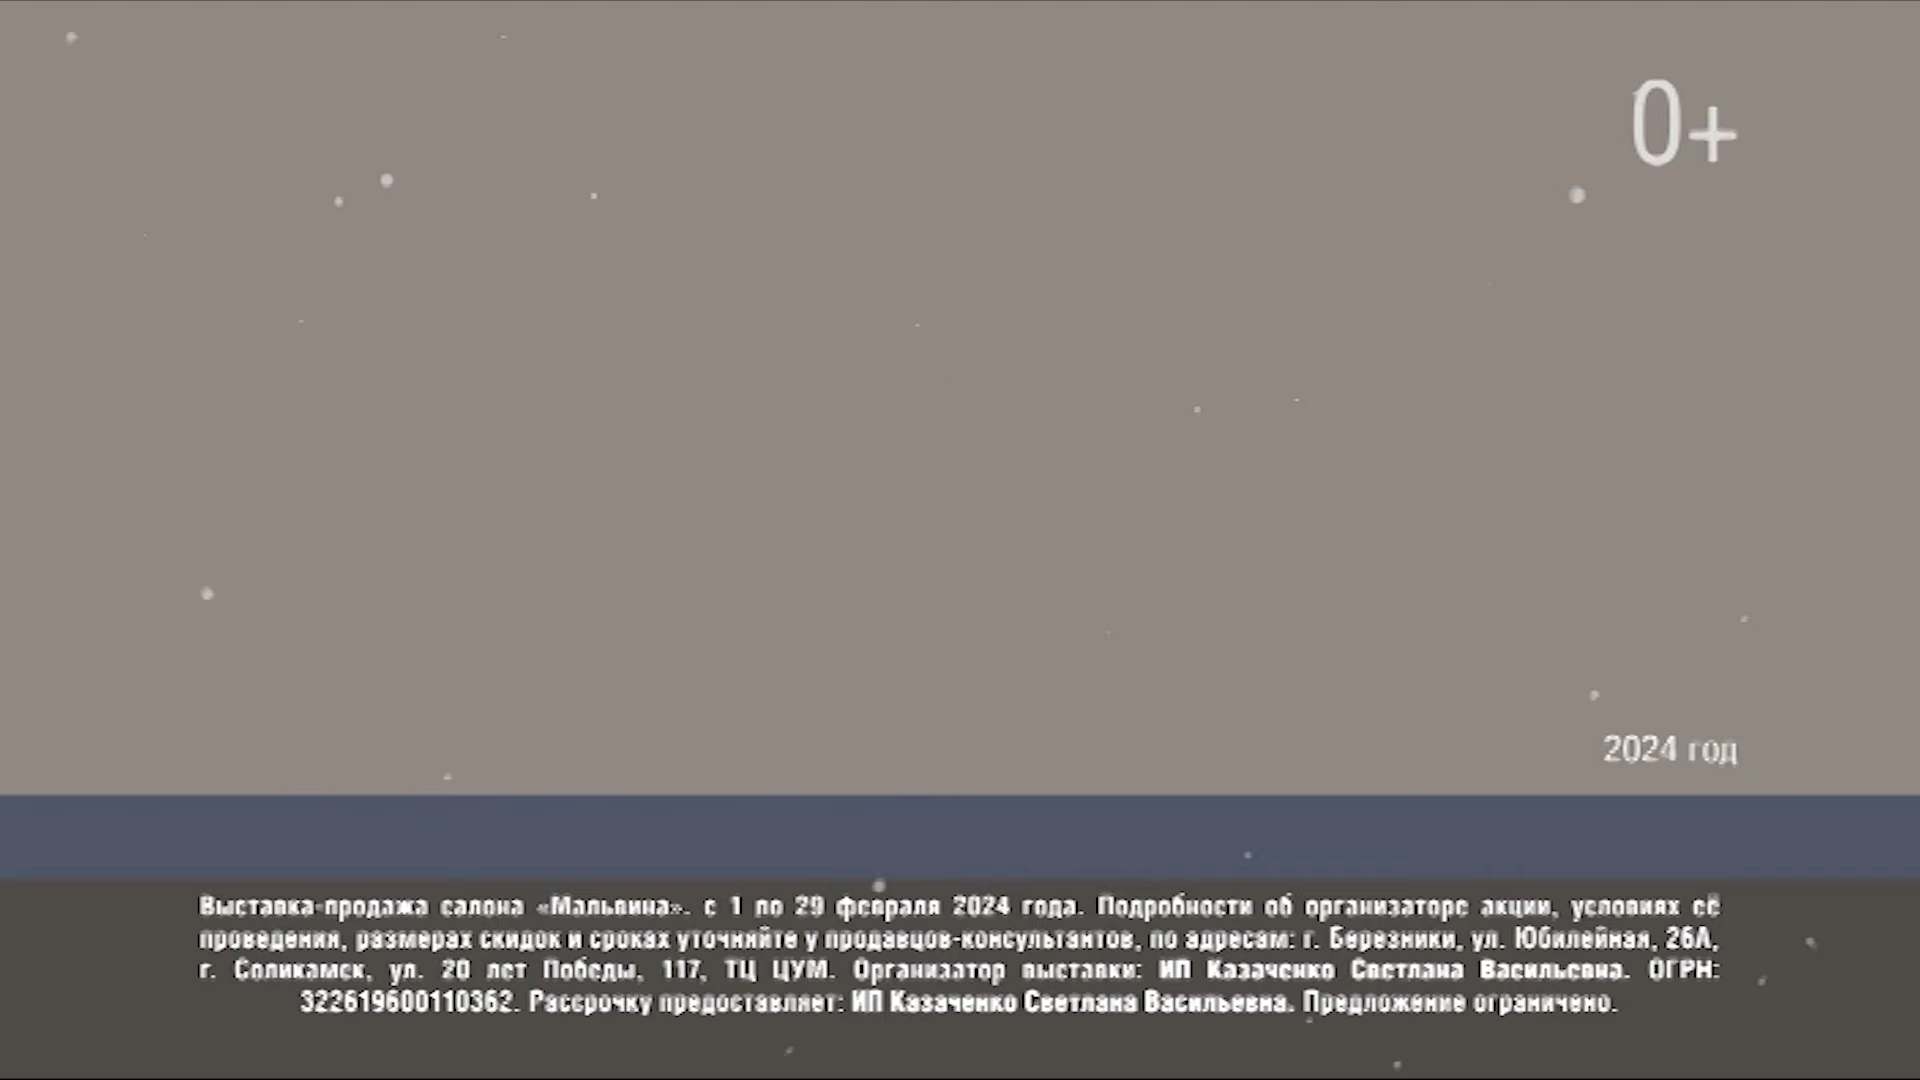 0+
2024 год
Выставка-продажа салона «Мальвина». с 1 по 29 февраля 2024 года. Подробности об организаторе акции, условиях её
проведения, размерах скидок и сроках уточняйте у продавцов-консультантов, по адресам: г. Березники, ул. Юбилейная, 26А,
г. Соликамск, ул. 20 лет Победы, 117, ТЦ ЦУМ. Организатор выставки: ИП Казаченко Светлана Васильевна. ОГРН:
322619600110362. Рассрочку предоставляет: ИП Казаченко Светлана Васильевна. Предложение ограничено.